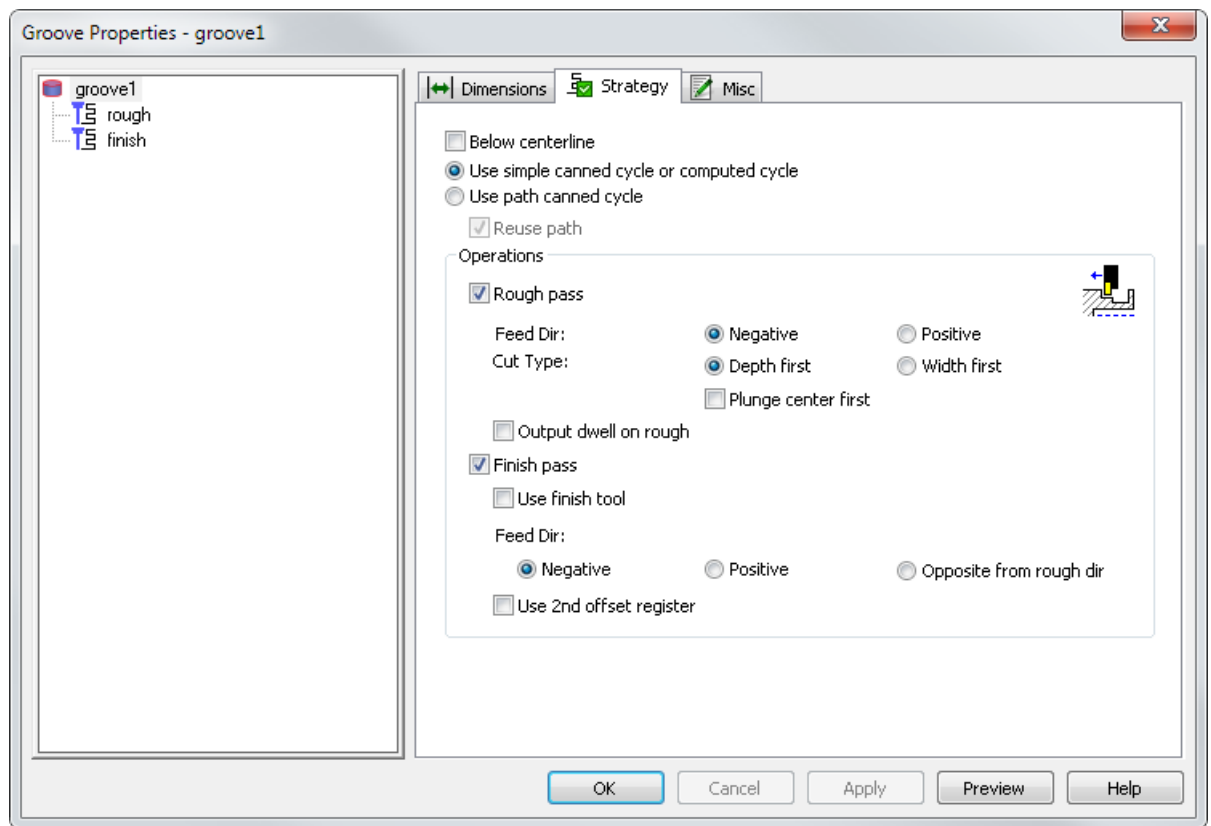 Groove Properties - groove1
groove1
rough
finish
Dimensions Strategy Misc
Below centerline
Use simple canned cycle or computed cycle
Use path canned cycle
Reuse path
Operations
Rough pass
Feed Dir: Negative Positive
Cut Type: Depth first Width first
Plunge center first
Output dwell on rough
Finish pass
Use finish tool
Feed Dir:
Negative Positive Opposite from rough dir
Use 2nd offset register
OK Cancel Apply Preview Help